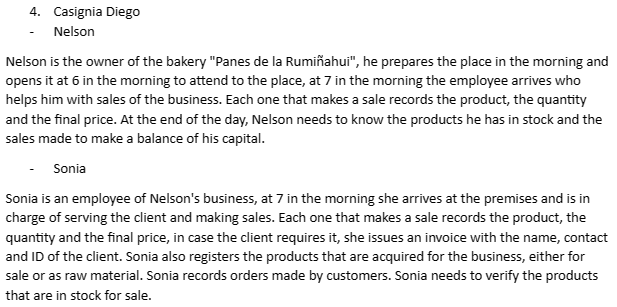 4. Casignia Diego
- Nelson
Nelson is the owner of the bakery "Panes de la Rumiñahui", he prepares the place in the morning and
opens it at 6 in the morning to attend to the place, at 7 in the morning the employee arrives who
helps him with sales of the business. Each one that makes a sale records the product, the quantity
and the final price. At the end of the day, Nelson needs to know the products he has in stock and the
sales made to make a balance of his capital.
- Sonia
Sonia is an employee of Nelson's business, at 7 in the morning she arrives at the premises and is in
charge of serving the client and making sales. Each one that makes a sale records the product, the
quantity and the final price, in case the client requires it, she issues an invoice with the name, contact
and ID of the client. Sonia also registers the products that are acquired for the business, either for
sale or as raw material. Sonia records orders made by customers. Sonia needs to verify the products
that are in stock for sale.